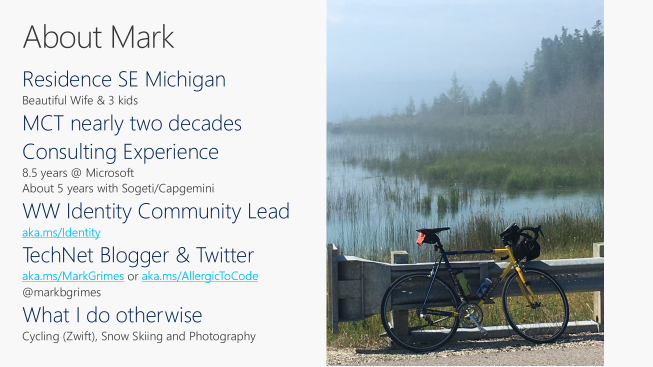 About Mark
Residence SE Michigan
Beautiful Wife & 3 kids
MCT nearly two decades
Consulting Experience
8.5 years @ Microsoft
About 5 years with Sogeti/Capgemini
WW Identity Community Lead
aka.ms/Identity
TechNet Blogger & Twitter
aka.ms/MarkGrimes or aka.ms/AllergicToCode
@markbgrimes
What I do otherwise
Cycling (Zwift), Snow Skiing and Photography